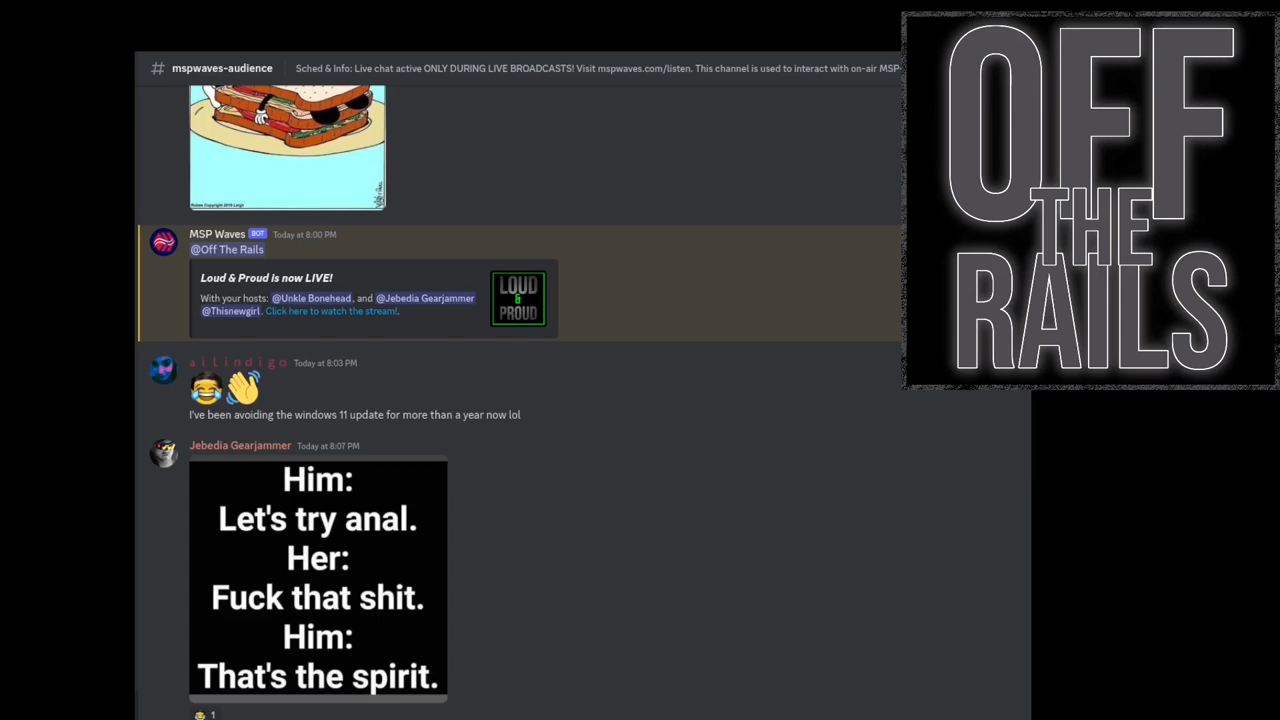 # mspwaves-audience
Sched & Info: Live chat active ONLY DURING LIVE BROADCASTS! Visit mspwaves.com/listen. This channel is used to interact with on-air MSP
OFF
THE
RAILS
MSP Waves BOT Today at 8:00 PM
@Off The Rails
Loud & Proud is now LIVE!
With your hosts: @Unkle Bonehead, and @Jebedia Gearjammer
@Thisnewgirl. Click here to watch the stream!.
LOUD
&
PROUD
a i l i n d i g o Today at 8:03 PM
😂👋
I've been avoiding the windows 11 update for more than a year now lol
Jebedia Gearjammer Today at 8:07 PM
Him:
Let's try anal.
Her:
Fuck that shit.
Him:
That's the spirit.
😂 1